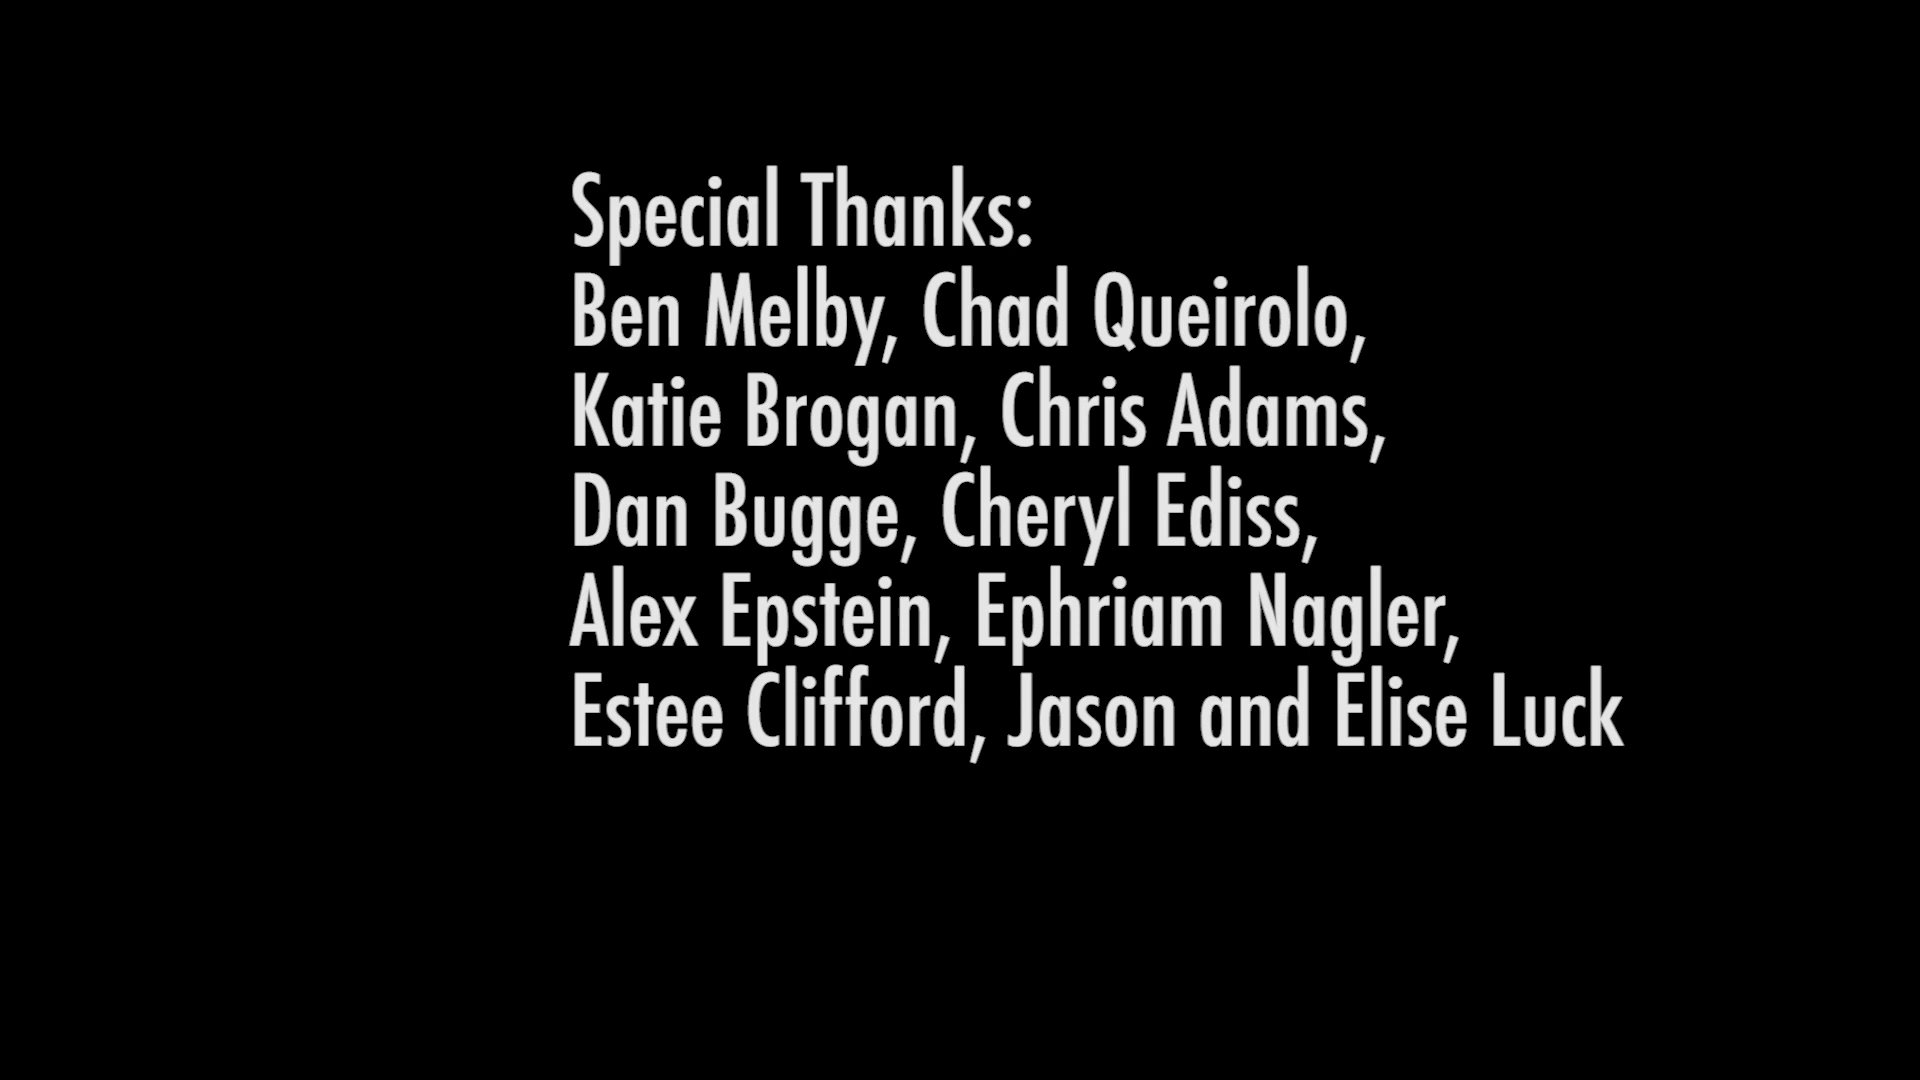 Special Thanks:
Ben Melby, Chad Queirolo,
Katie Brogan, Chris Adams,
Dan Bugge, Cheryl Ediss,
Alex Epstein, Ephriam Nagler,
Estee Clifford, Jason and Elise Luck